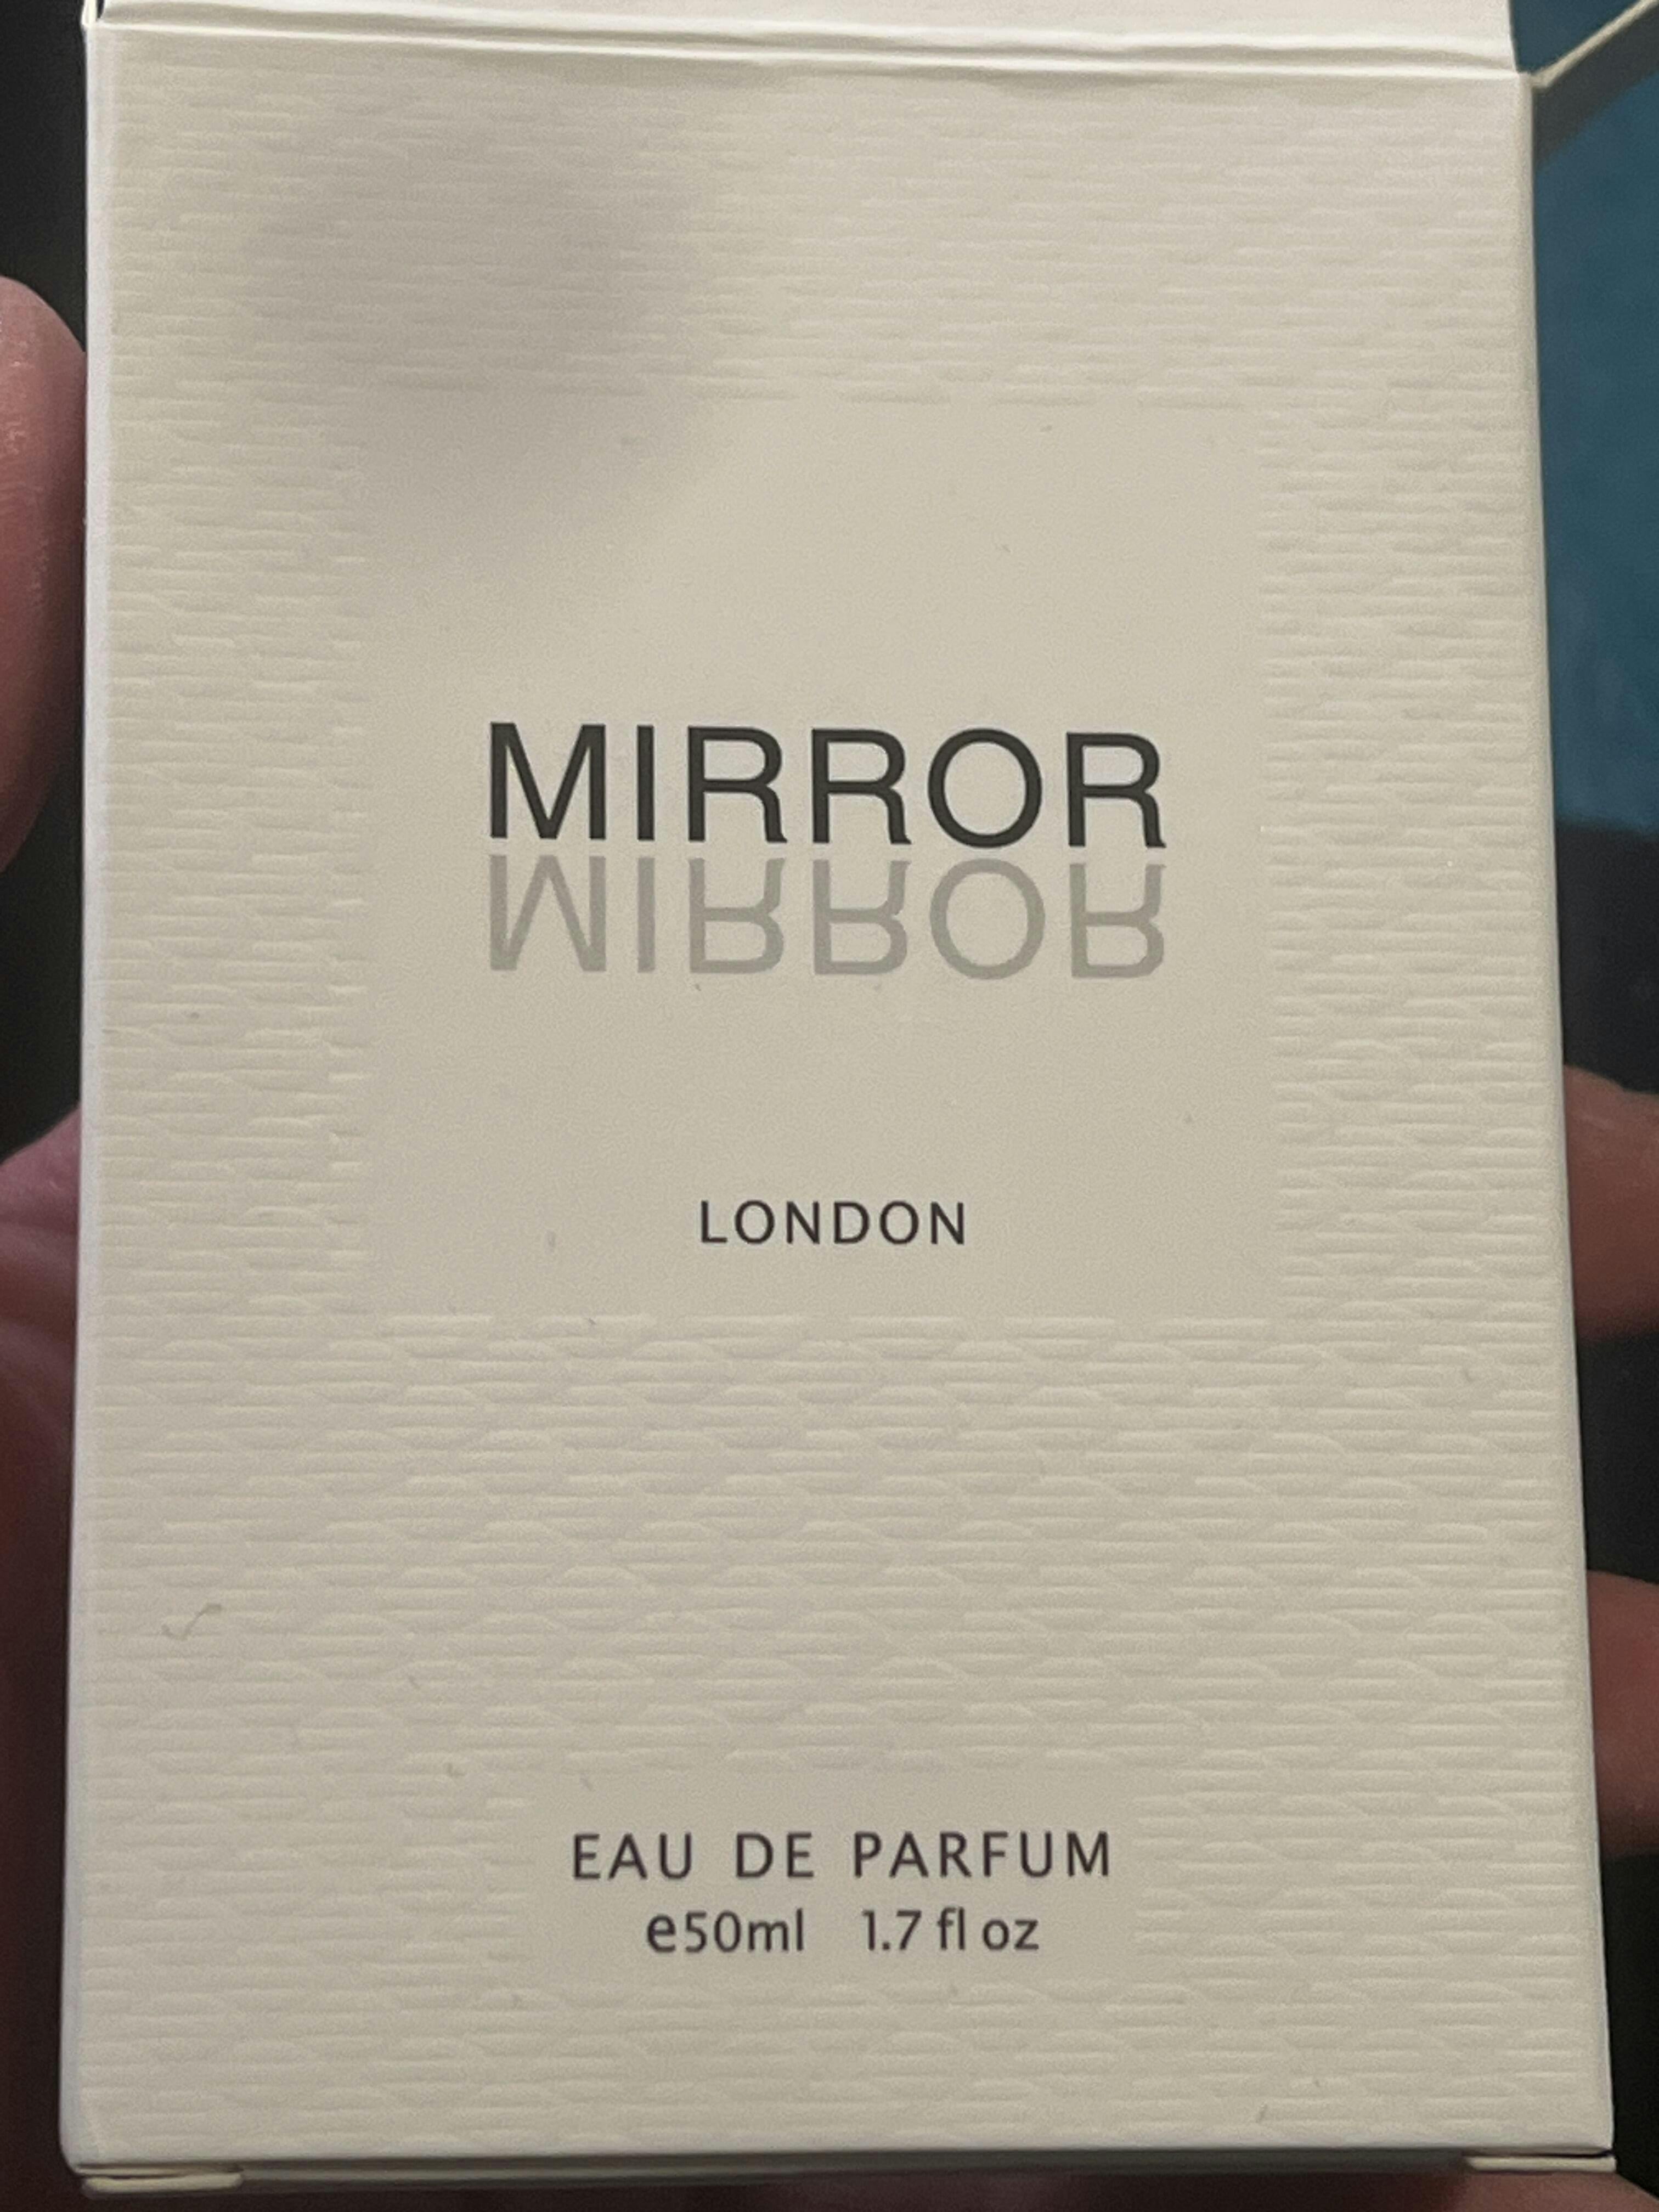 MIRROR
MIRROR
LONDON
EAU DE PARFUM
e50ml 1.7 fl oz